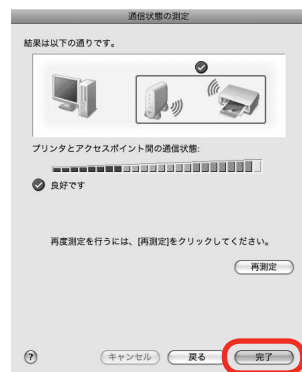 通信状態の測定
結果は以下の通りです。
プリンタとアクセスポイント間の通信状態:
良好です
再度測定を行うには、[再測定]をクリックしてください。
再測定
?
キャンセル
戻る
完了